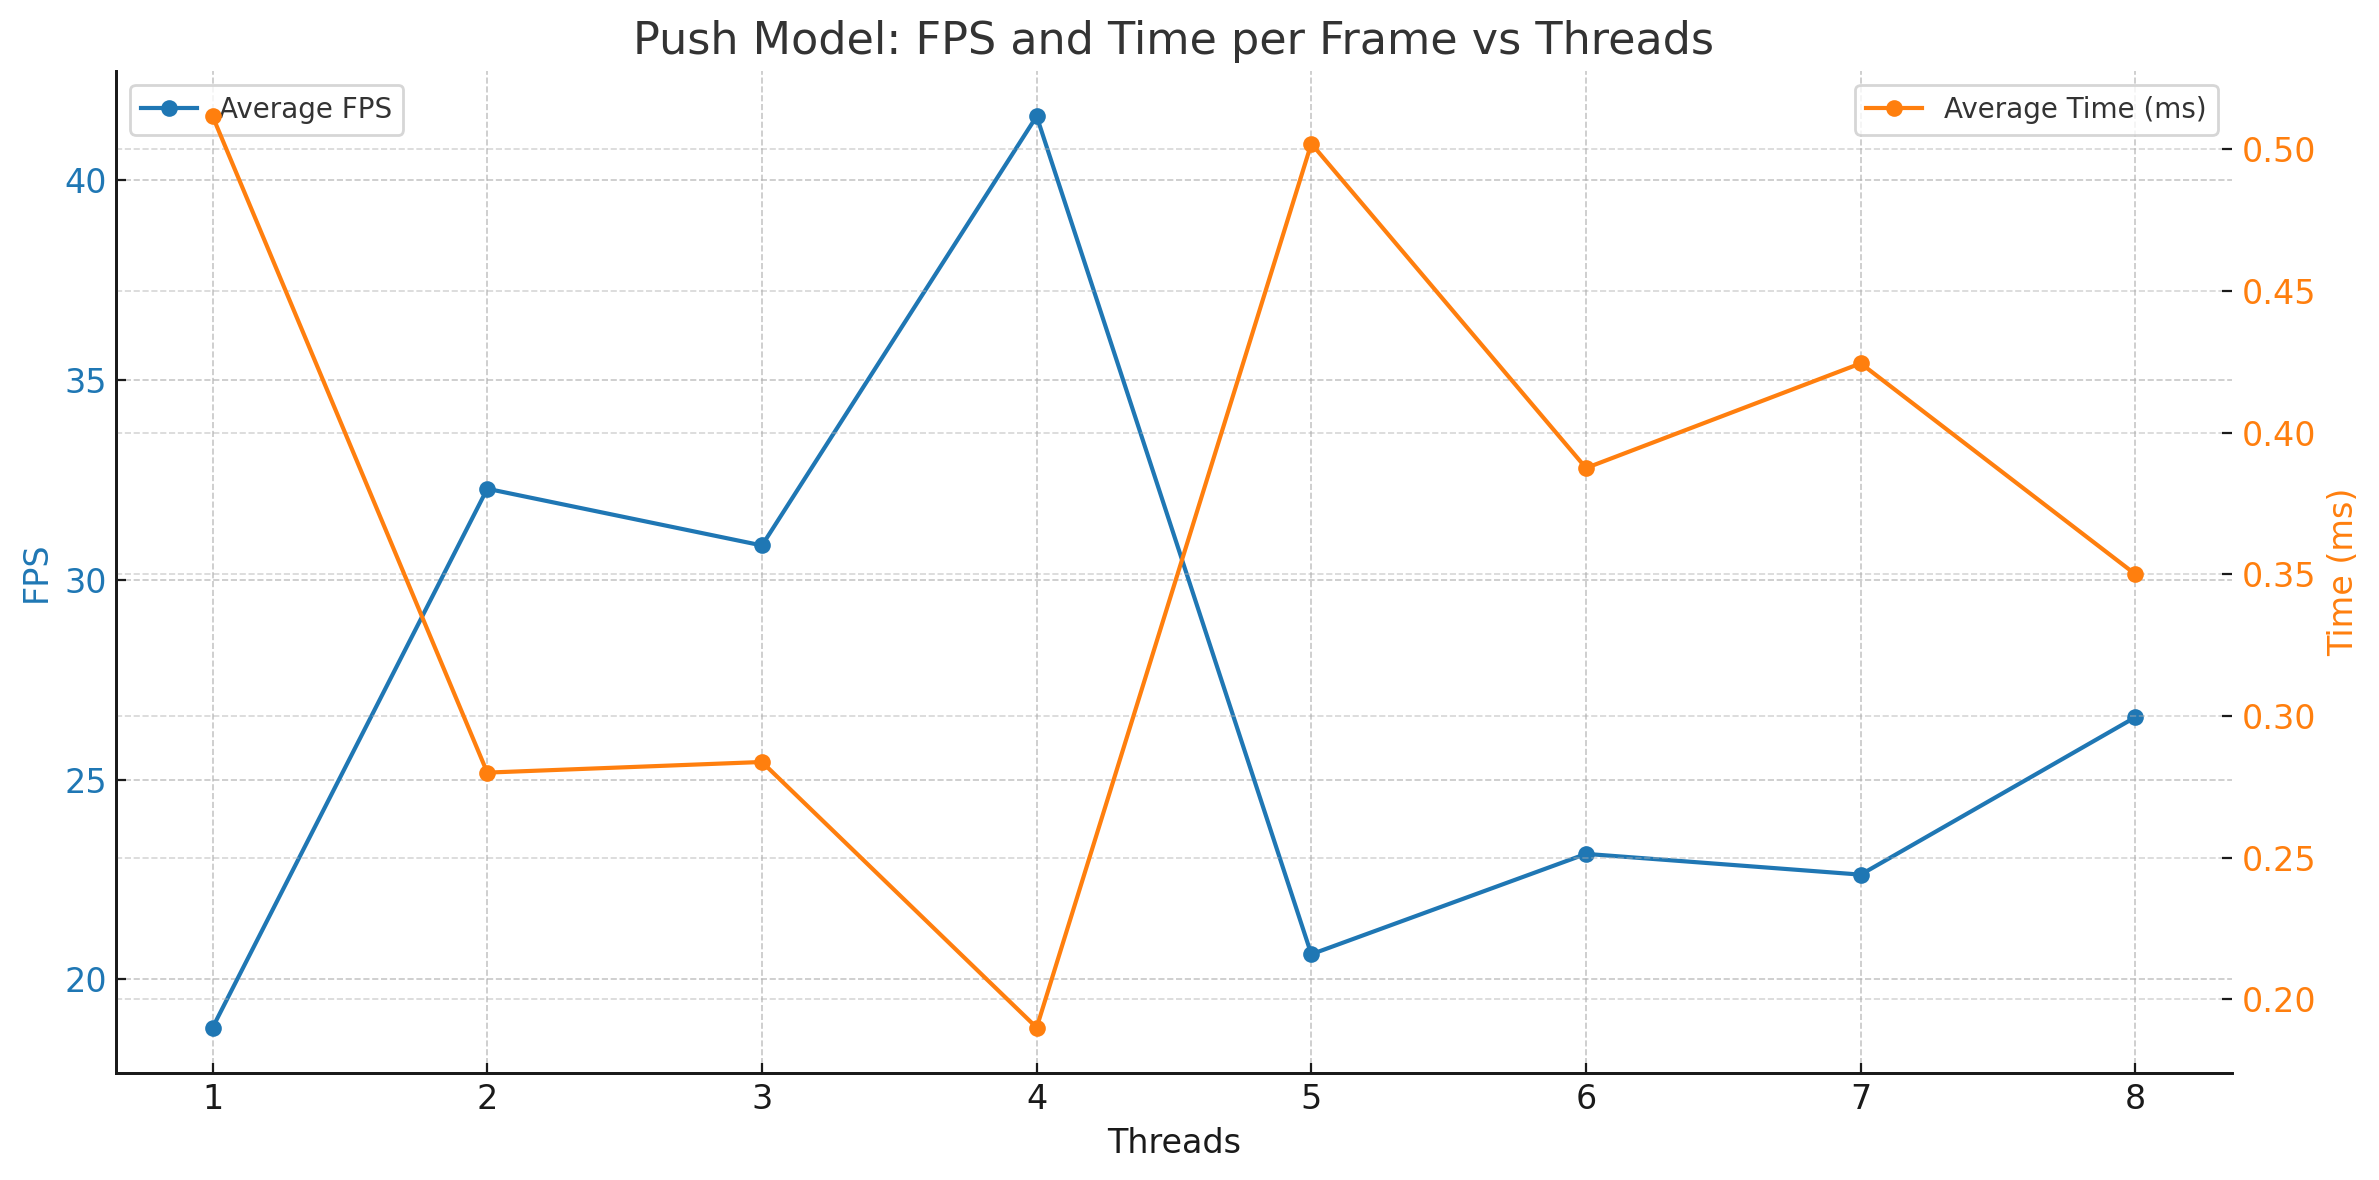 Push Model: FPS and Time per Frame vs Threads
Average FPS
Average Time (ms)
FPS
40
35
30
25
20
0.50
0.45
0.40
0.35
0.30
0.25
0.20
Time (ms)
1 2 3 4 5 6 7 8
Threads